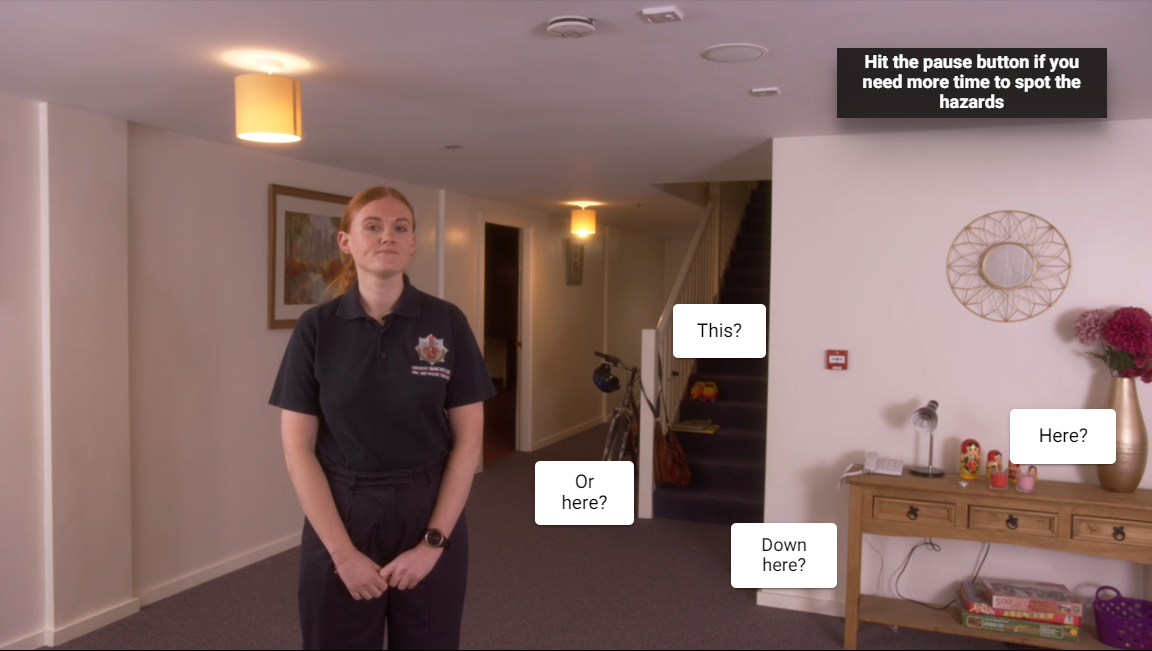 Hit the pause button if you
need more time to spot the
hazards
This?
Here?
Or
here?
Down
here?